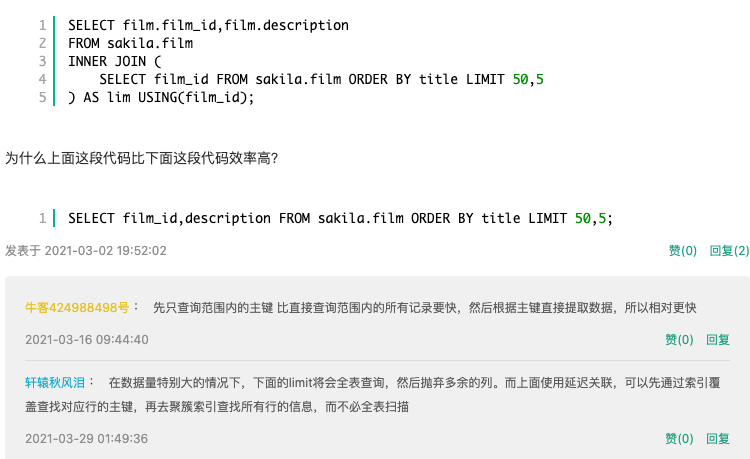 1 SELECT film.film_id,film.description
2 FROM sakila.film
3 INNER JOIN (
4 SELECT film_id FROM sakila.film ORDER BY title LIMIT 50,5
5 ) AS lim USING(film_id);
为什么上面这段代码比下面这段代码效率高?
1 SELECT film_id,description FROM sakila.film ORDER BY title LIMIT 50,5;
发表于 2021-03-02 19:52:02 赞(0) 回复(2)
牛客424988498号： 先只查询范围内的主键 比直接查询范围内的所有记录要快，然后根据主键直接提取数据，所以相对更快
2021-03-16 09:44:40 赞(0) 回复
轩辕秋风泪： 在数据量特别大的情况下，下面的limit将会全表查询，然后抛弃多余的列。而上面使用延迟关联，可以先通过索引覆
盖查找对应行的主键，再去聚簇索引查找所有行的信息，而不必全表扫描
2021-03-29 01:49:36 赞(0) 回复